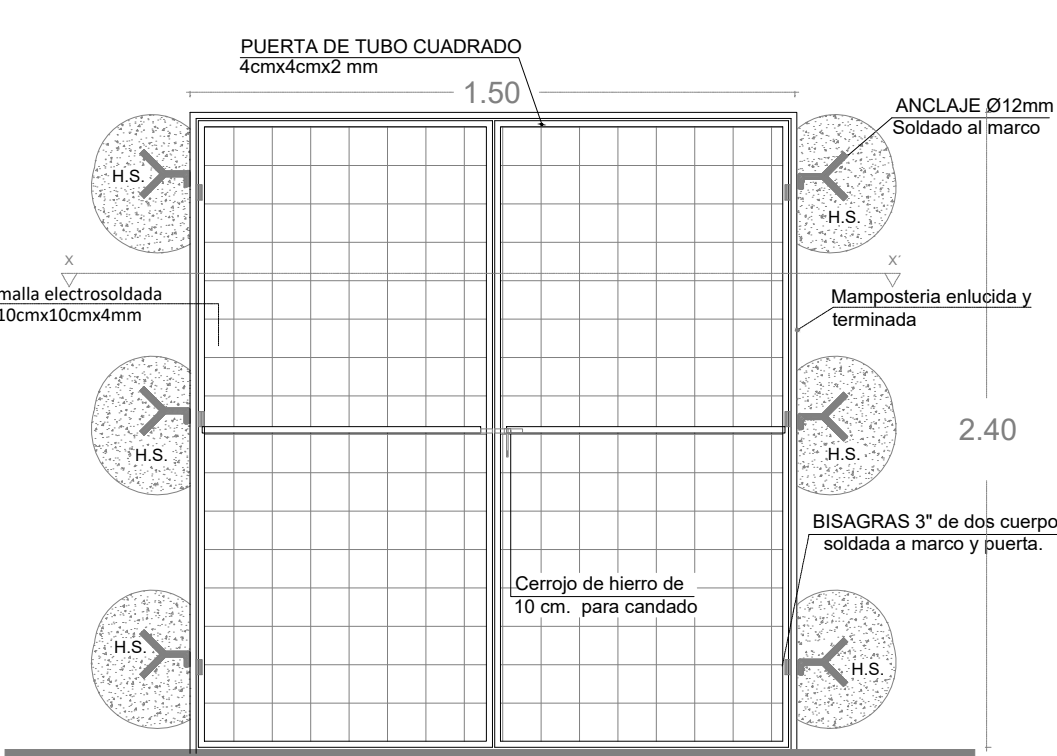 PUERTA DE TUBO CUADRADO
4cmx4cmx2 mm
1.50
ANCLAJE Ø12mm
Soldado al marco
H.S.
H.S.
X
X´
malla electrosoldada
10cmx10cmx4mm
Mamposteria enlucida y
terminada
2.40
H.S.
H.S.
BISAGRAS 3" de dos cuerpo
soldada a marco y puerta.
Cerrojo de hierro de
10 cm. para candado
H.S.
H.S.